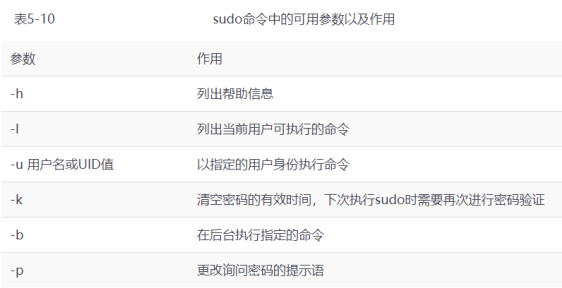 表5-10 sudo命令中的可用参数以及作用
参数 作用
-h 列出帮助信息
-l 列出当前用户可执行的命令
-u 用户名或UID值 以指定的用户身份执行命令
-k 清空密码的有效时间，下次执行sudo时需要再次进行密码验证
-b 在后台执行指定的命令
-p 更改询问密码的提示语